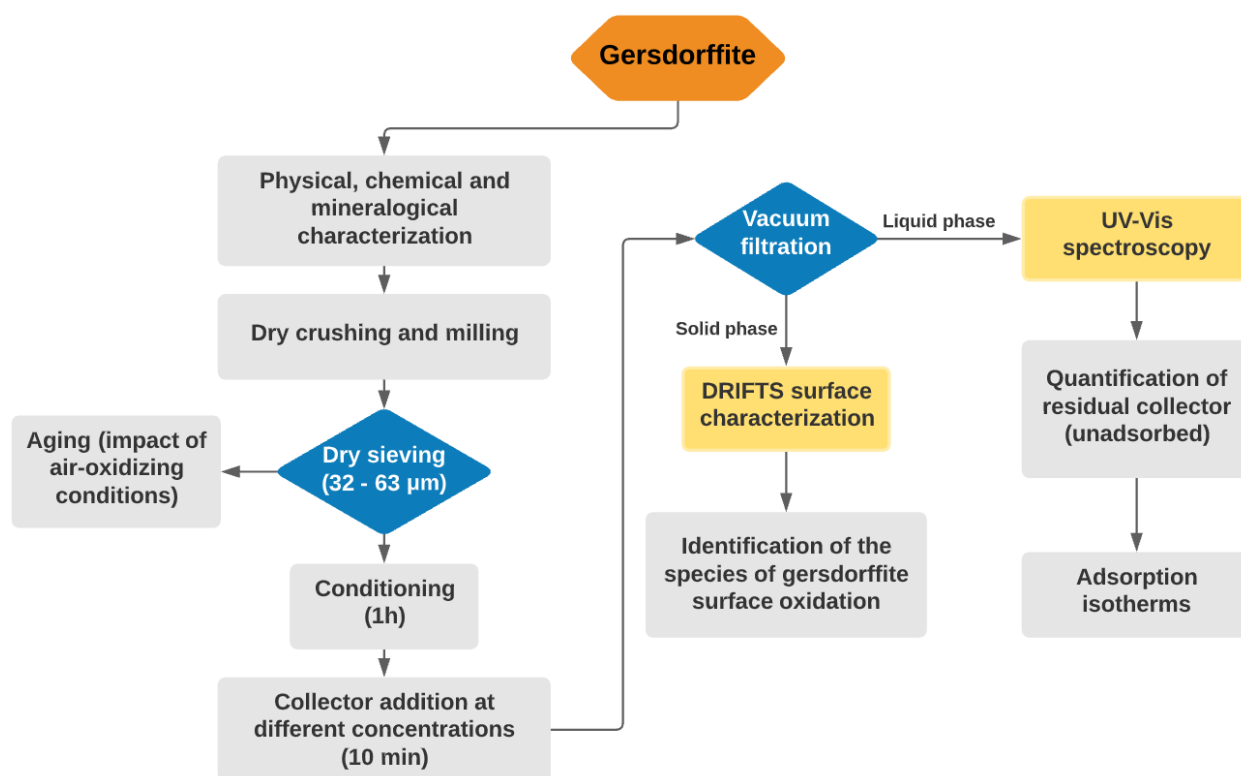 Gersdorffite
Physical, chemical and
mineralogical
characterization
Dry crushing and milling
Dry sieving
(32 - 63 µm)
Aging (impact of
air-oxidizing
conditions)
Conditioning
(1h)
Collector addition at
different concentrations
(10 min)
Vacuum
filtration
Liquid phase
UV-Vis
spectroscopy
Quantification of
residual collector
(unadsorbed)
Adsorption
isotherms
Solid phase
DRIFTS surface
characterization
Identification of the
species of gersdorffite
surface oxidation